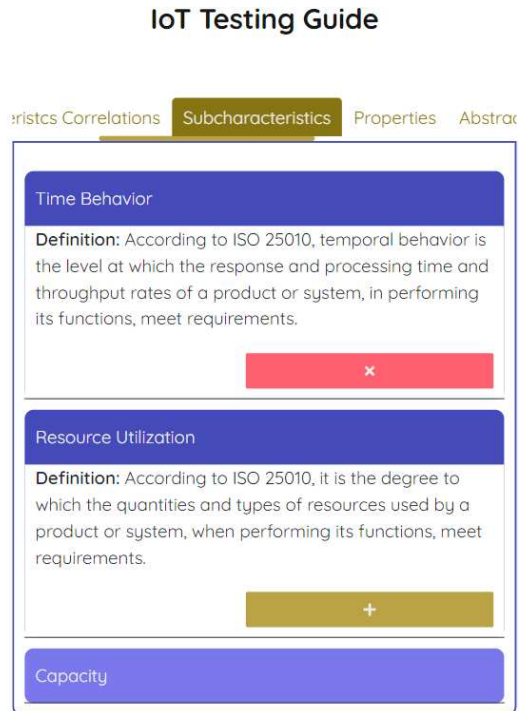 IoT Testing Guide
eristcs Correlations Subcharacteristics Properties Abstrac
Time Behavior
Definition: According to ISO 25010, temporal behavior is
the level at which the response and processing time and
throughput rates of a product or system, in performing
its functions, meet requirements.
×
Resource Utilization
Definition: According to ISO 25010, it is the degree to
which the quantities and types of resources used by a
product or system, when performing its functions, meet
requirements.
+
Capacity